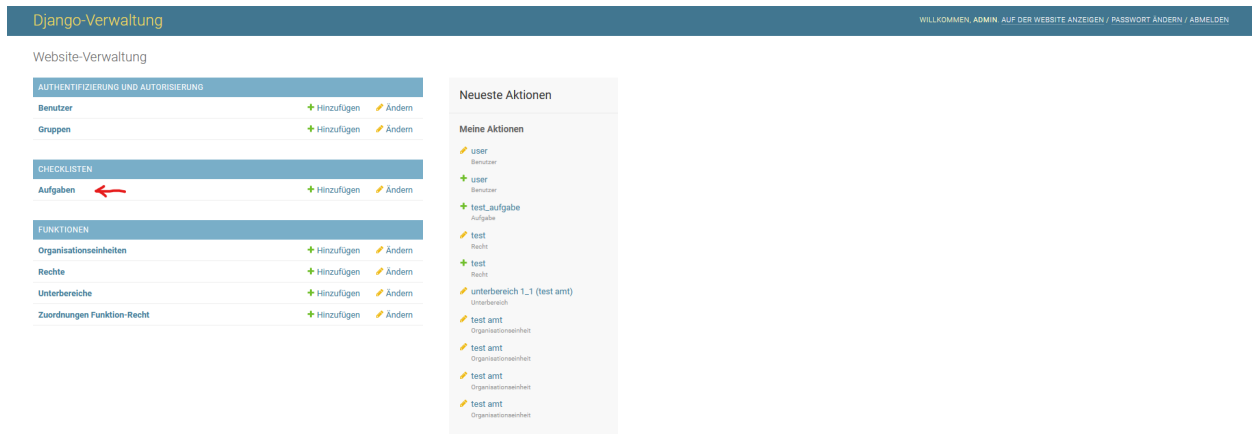 Django-Verwaltung
WILLKOMMEN, ADMIN. AUF DER WEBSITE ANZEIGEN / PASSWORT ÄNDERN / ABMELDEN
Website-Verwaltung
AUTHENTIFIZIERUNG UND AUTORISIERUNG
Benutzer Hinzufügen Ändern
Gruppen Hinzufügen Ändern
CHECKLISTEN
Aufgaben Hinzufügen Ändern
FUNKTIONEN
Organisationseinheiten Hinzufügen Ändern
Rechte Hinzufügen Ändern
Unterbereiche Hinzufügen Ändern
Zuordnungen Funktion-Recht Hinzufügen Ändern
Neueste Aktionen
Meine Aktionen
user
Benutzer
user
Benutzer
test_aufgabe
Aufgabe
test
Recht
test
Recht
unterbereich 1_1 (test amt)
Unterbereich
test amt
Organisationseinheit
test amt
Organisationseinheit
test amt
Organisationseinheit
test amt
Organisationseinheit